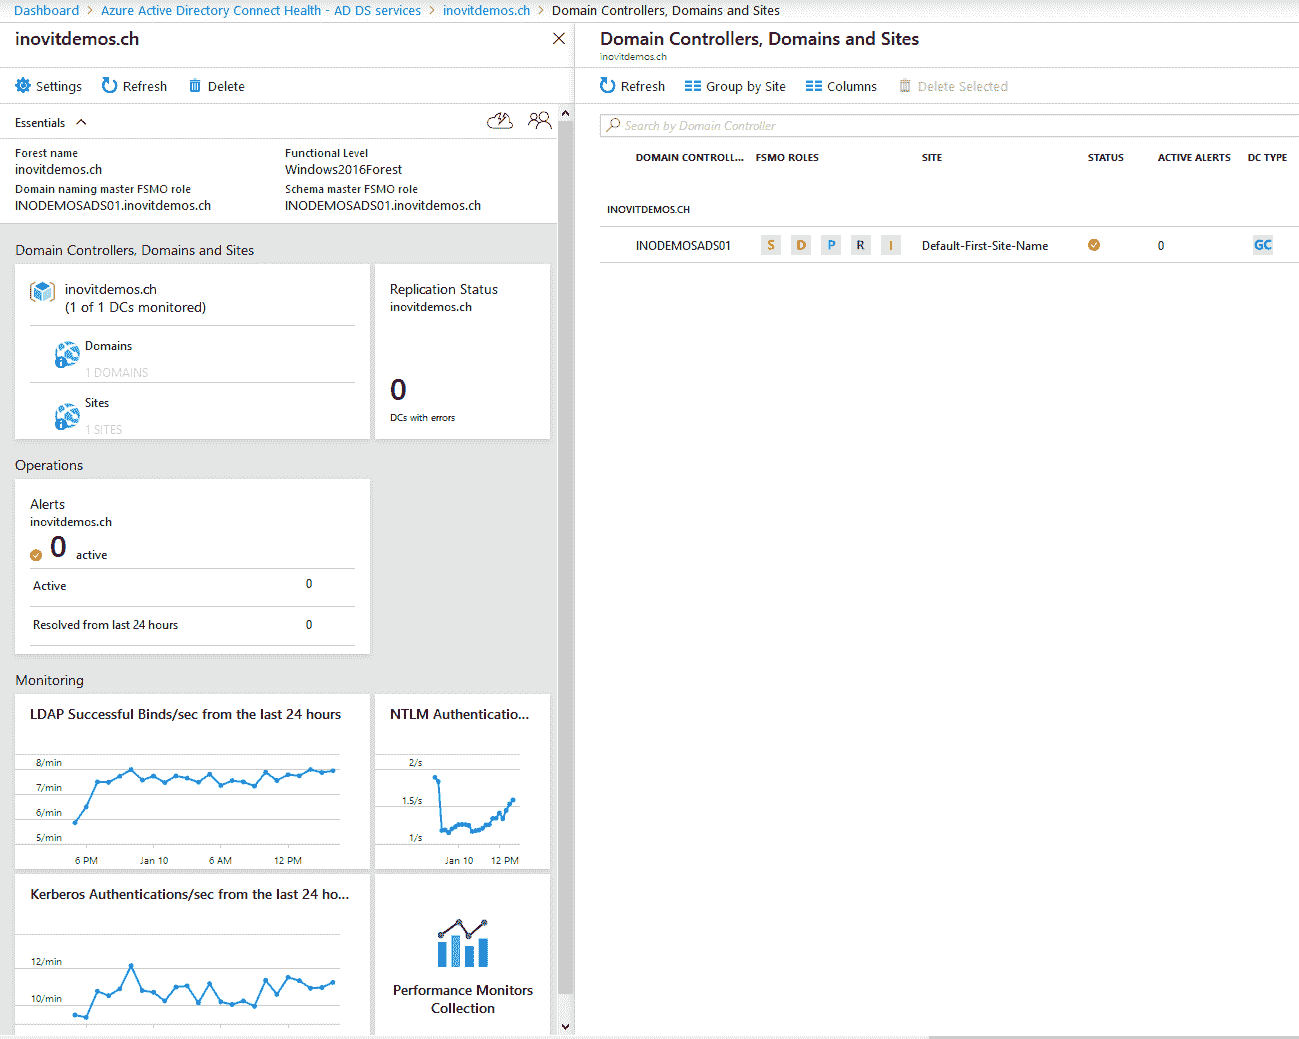 Dashboard > Azure Active Directory Connect Health - AD DS services > inovitdemos.ch > Domain Controllers, Domains and Sites
inovitdemos.ch
Settings Refresh Delete
Essentials
Forest name
inovitdemos.ch
Functional Level
Windows2016Forest
Domain naming master FSMO role
INODEMOSADS01.inovitdemos.ch
Schema master FSMO role
INODEMOSADS01.inovitdemos.ch
Domain Controllers, Domains and Sites
inovitdemos.ch
(1 of 1 DCs monitored)
Domains
1 DOMAINS
Sites
1 SITES
Replication Status
inovitdemos.ch
0
DCs with errors
Operations
Alerts
inovitdemos.ch
0 active
Active 0
Resolved from last 24 hours 0
Monitoring
LDAP Successful Binds/sec from the last 24 hours
8/min
7/min
6/min
5/min
6 PM Jan 10 6 AM 12 PM
NTLM Authenticatio...
2/s
1.5/s
1/s
Jan 10 12 PM
Kerberos Authentications/sec from the last 24 ho...
12/min
10/min
Performance Monitors
Collection
Domain Controllers, Domains and Sites
inovitdemos.ch
Refresh Group by Site Columns Delete Selected
Search by Domain Controller
DOMAIN CONTROLL... FSMO ROLES SITE STATUS ACTIVE ALERTS DC TYPE
INOVITDEMOS.CH
INODEMOSADS01 S D P R I Default-First-Site-Name 0 GC